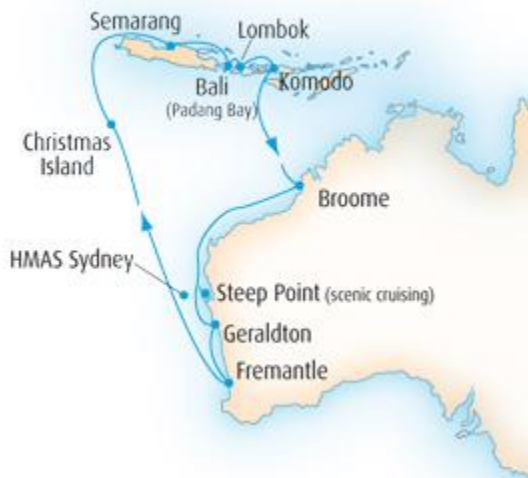 Semarang
Lombok
Bali
(Padang Bay)
Komodo
Christmas
Island
Broome
HMAS Sydney
Steep Point (scenic cruising)
Geraldton
Fremantle